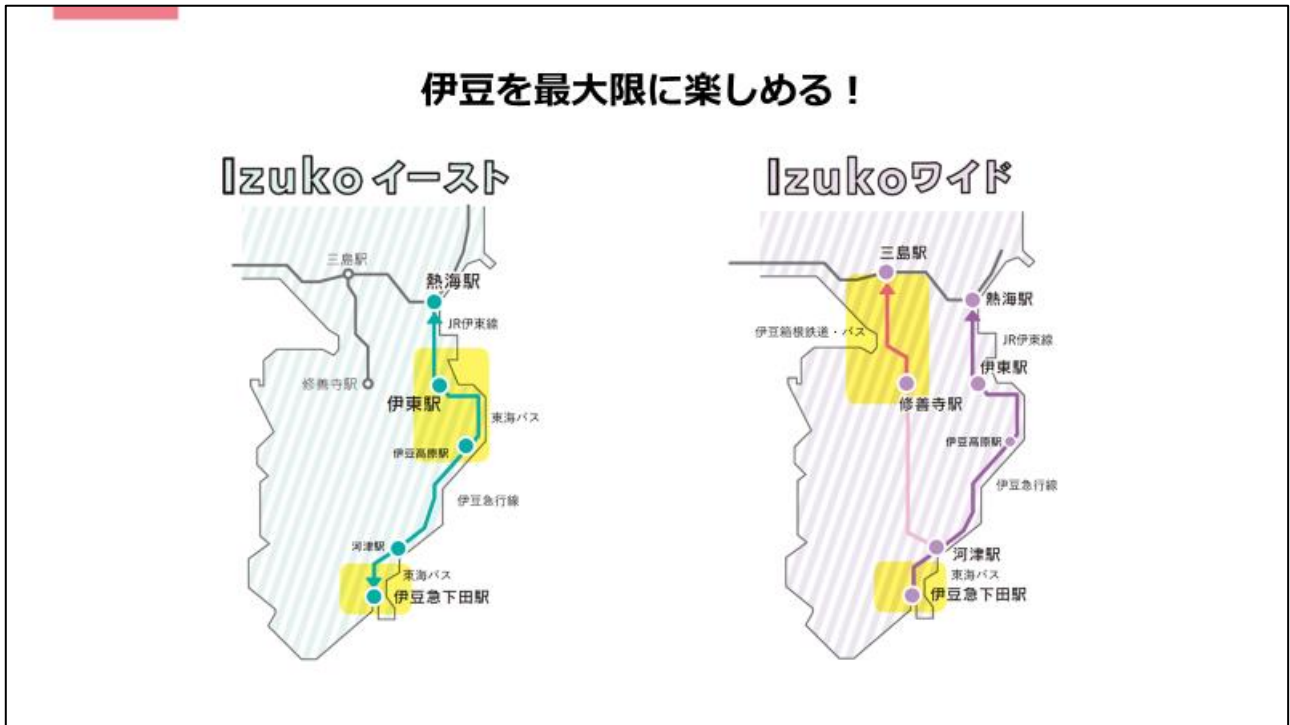 伊豆を最大限に楽しめる！
Izuko イースト
三島駅
熱海駅
JR伊東線
修善寺駅
伊東駅
東海バス
伊豆高原駅
伊豆急行線
河津駅
東海バス
伊豆急下田駅
Izukoワイド
三島駅
熱海駅
伊豆箱根鉄道・バス
JR伊東線
伊東駅
修善寺駅
伊豆高原駅
伊豆急行線
河津駅
東海バス
伊豆急下田駅